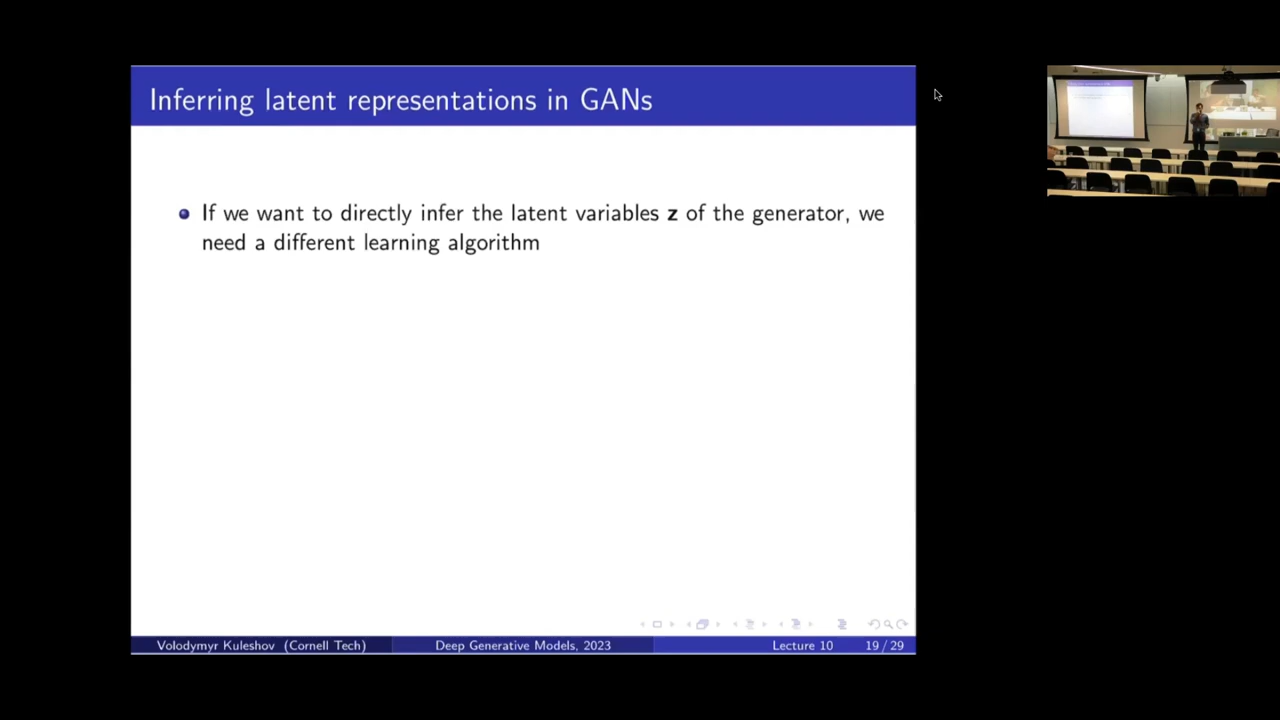 Inferring latent representations in GANs
If we want to directly infer the latent variables z of the generator, we
need a different learning algorithm
Volodymyr Kuleshov (Cornell Tech)
Deep Generative Models, 2023
Lecture 10
19 / 29